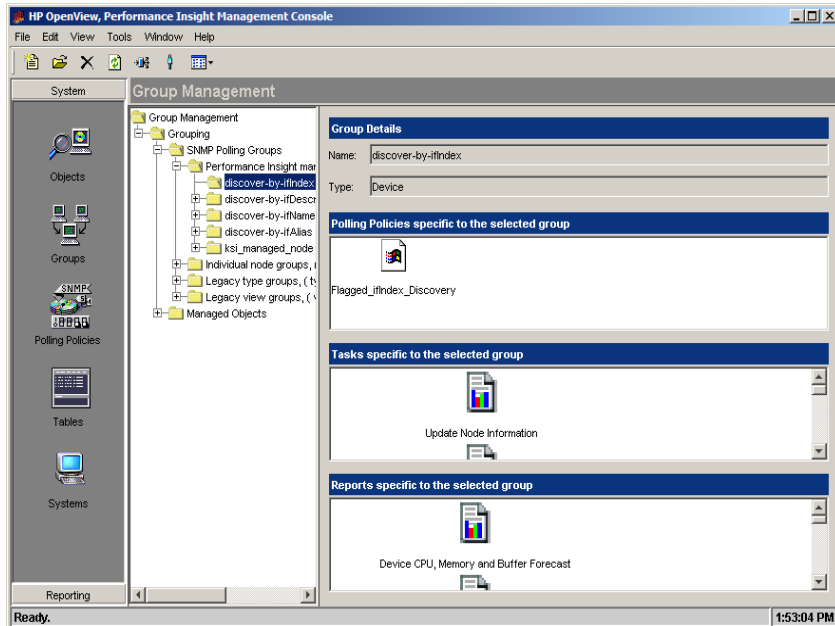 HP OpenView, Performance Insight Management Console
File Edit View Tools Window Help
System
Group Management
Objects
Groups
SNMP
Polling Policies
Tables
Systems
Reporting
Group Management
Grouping
SNMP Polling Groups
Performance Insight mar
discover-by-ifIndex
discover-by-ifDescr
discover-by-ifName
discover-by-ifAlias
ksi_managed_node
Individual node groups,
Legacy type groups, ( ty
Legacy view groups, ( v
Managed Objects
Group Details
Name: discover-by-ifIndex
Type: Device
Polling Policies specific to the selected group
Flagged_ifIndex_Discovery
Tasks specific to the selected group
Update Node Information
Reports specific to the selected group
Device CPU, Memory and Buffer Forecast
Ready.
1:53:04 PM